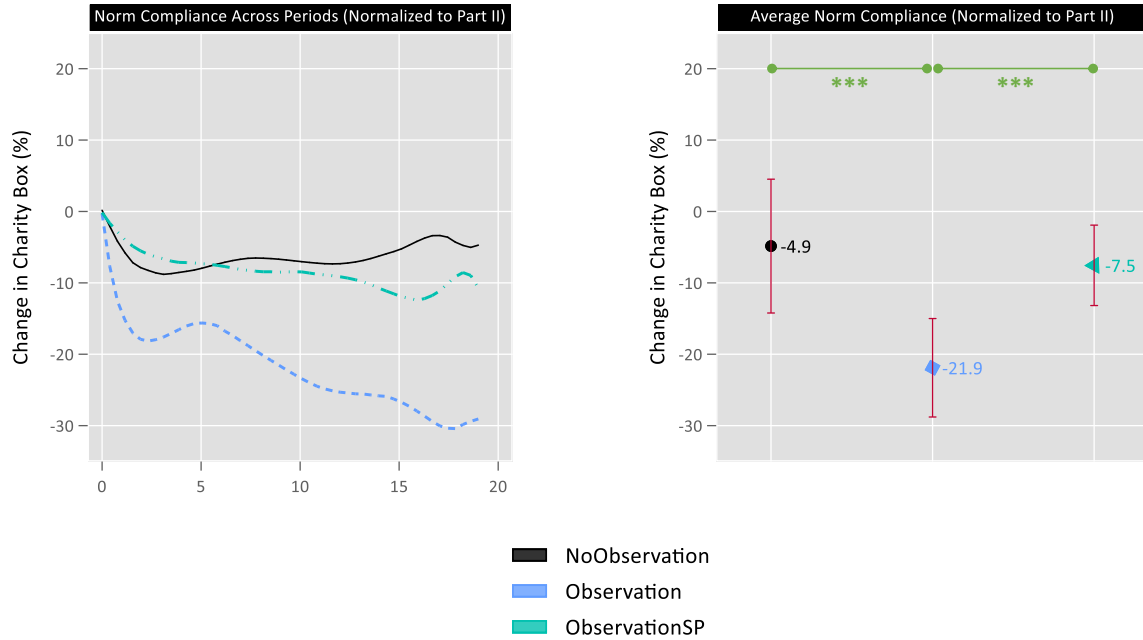 Norm Compliance Across Periods (Normalized to Part II)
Change in Charity Box (%)
20
10
0
-10
-20
-30
0 5 10 15 20
Average Norm Compliance (Normalized to Part II)
Change in Charity Box (%)
20
10
0
-10
-20
-30
*** ***
-4.9
-21.9
-7.5
NoObservation
Observation
ObservationSP